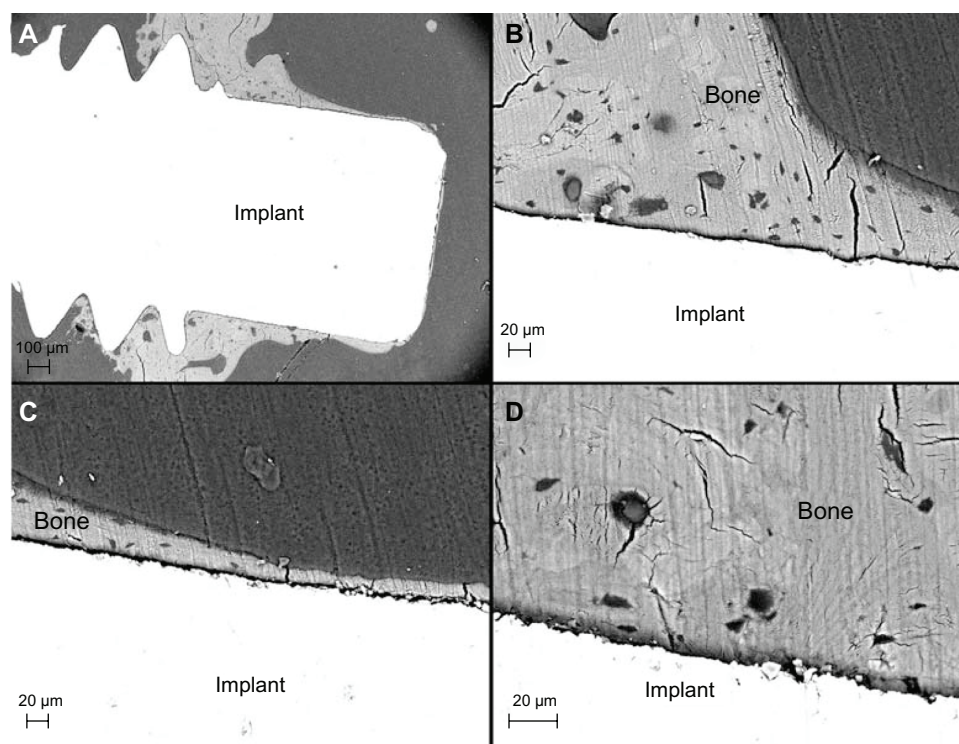 A
Implant
100 µm
B
Bone
Implant
20 µm
C
Bone
Implant
20 µm
D
Bone
Implant
20 µm